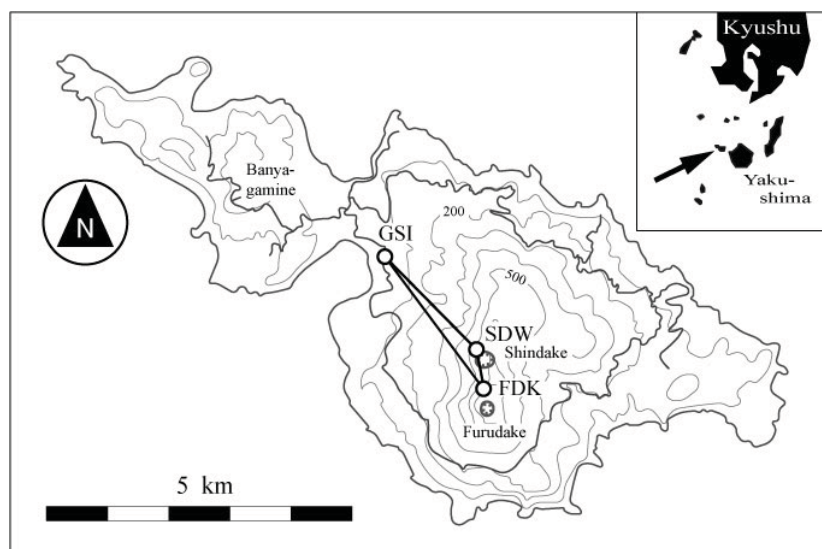 Kyushu
Yaku-
shima
Banya-
gamine
N
200
GSI
500
SDW
Shindake
FDK
Furudake
5 km